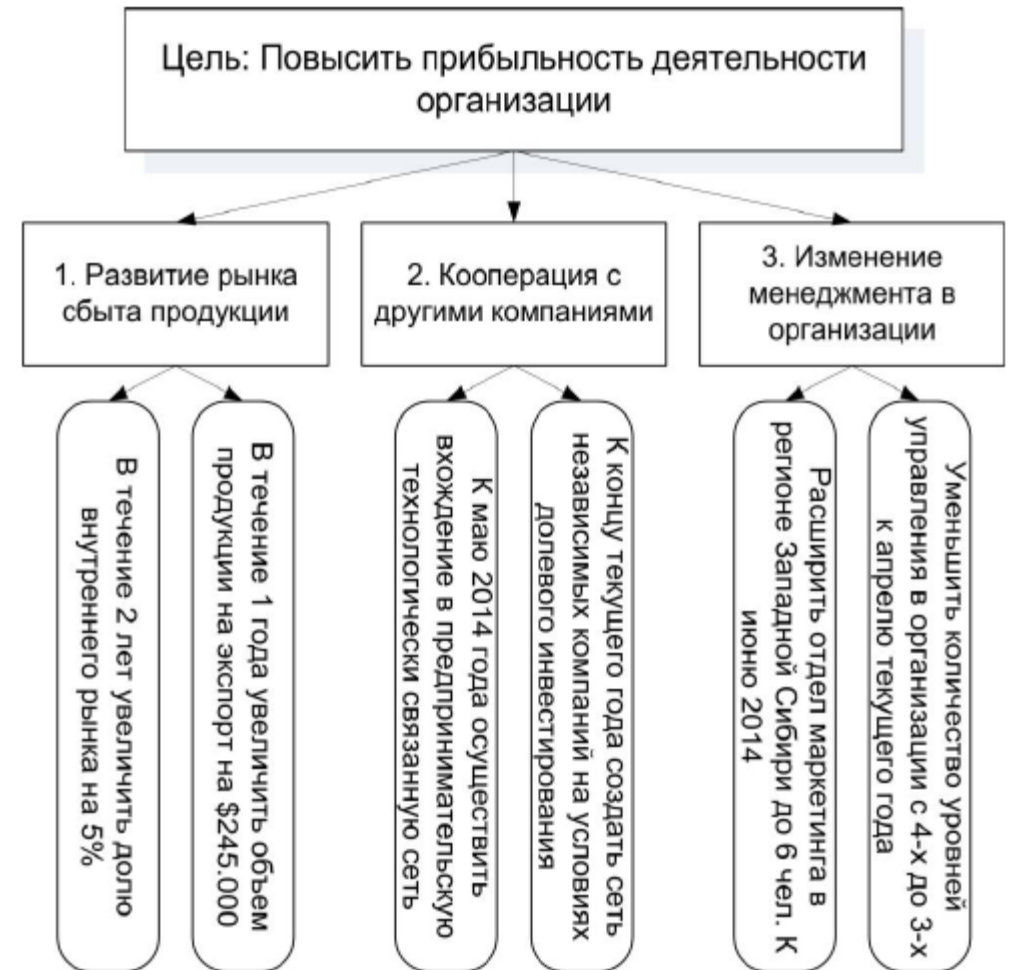 Цель: Повысить прибыльность деятельности
организации
1. Развитие рынка
сбыта продукции
2. Кооперация с
другими компаниями
3. Изменение
менеджмента в
организации
В течение 2 лет увеличить долю
внутреннего рынка на 5%
В течение 1 года увеличить объем
продукции на экспорт на $245.000
К маю 2014 года осуществить
вхождение в предпринимательскую
технологически связанную сеть
К концу текущего года создать сеть
независимых компаний на условиях
долевого инвестирования
Расширить отдел маркетинга в
регионе Западной Сибири до 6 чел. К
июню 2014
Уменьшить количество уровней
управления в организации с 4-х до 3-х
к апрелю текущего года